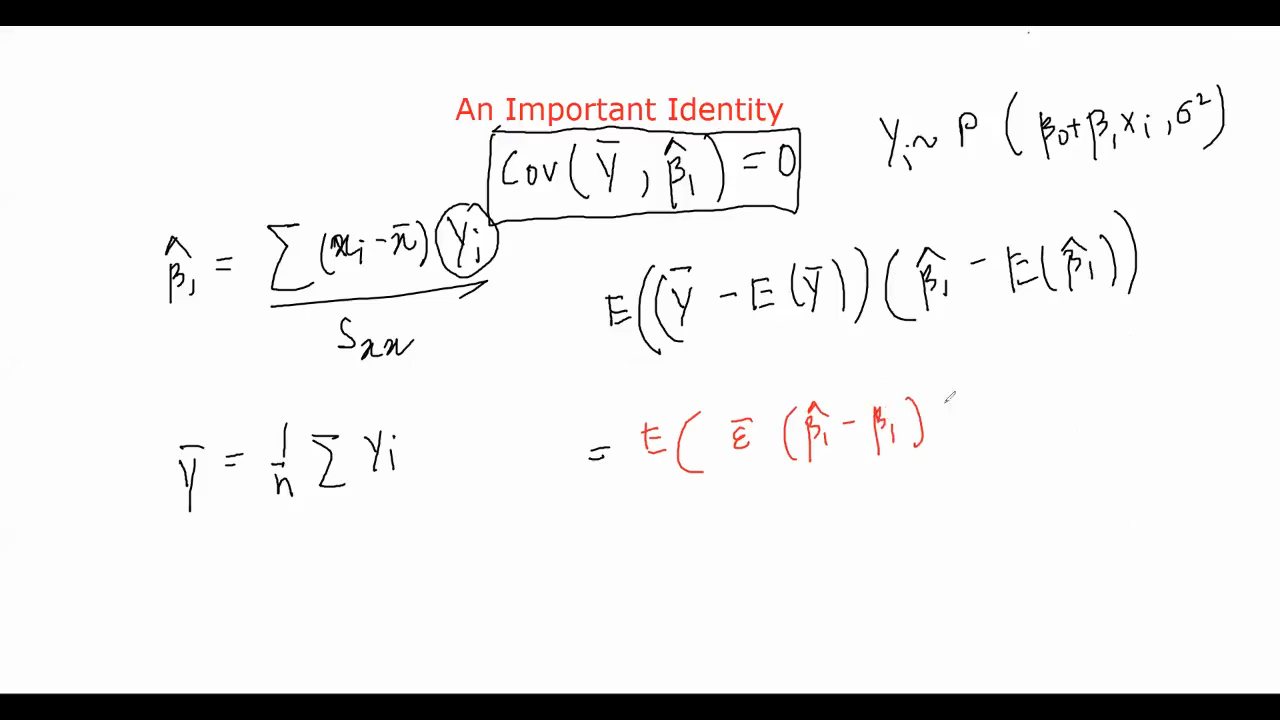 An Important Identity
Yᵢ ~ P (β₀+β₁xᵢ, σ²)
Cov(Ȳ, β̂₁) = 0
β̂₁ = Σ(xᵢ-x̄)Yᵢ / Sₓₓ
E((Ȳ - E(Ȳ))(β̂₁ - E(β̂₁)))
Ȳ = 1/n Σ Yᵢ
= E( ε̄ (β̂₁ - β₁)